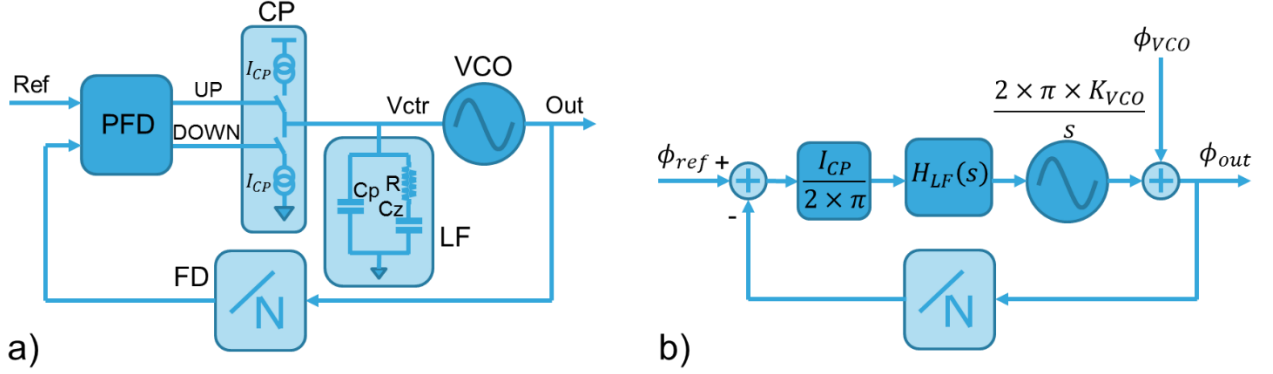 CP
I_CP
Ref
UP
PFD
DOWN
I_CP
Vctr
VCO
Out
Cp
R
Cz
LF
FD
/N
a)
ϕ_VCO
2 × π × K_VCO
s
ϕ_ref +
-
I_CP
2 × π
H_LF(s)
+
ϕ_out
/N
b)